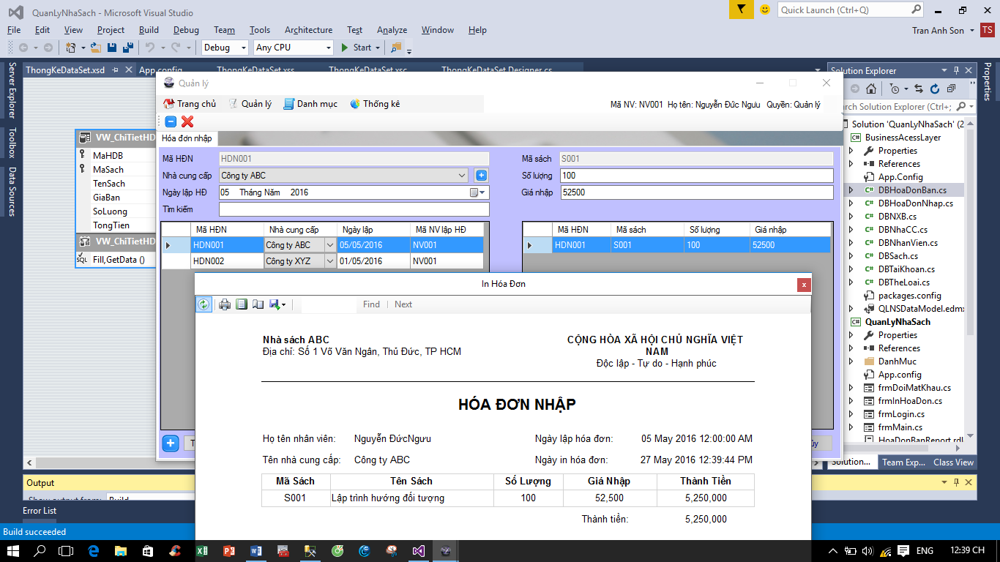 QuanLyNhaSach - Microsoft Visual Studio
Quick Launch (Ctrl+Q)
File Edit View Project Build Debug Team Tools Architecture Test Analyze Window Help
Tran Anh Son TS
Debug Any CPU Start
Server Explorer
Toolbox
Data Sources
ThongKeDataSet.xsd App.config ThongKeDataSet.xss ThongKeDataSet.xsc ThongKeDataSet.Designer.cs
VW_ChiTietHD
MaHDB
MaSach
TenSach
GiaBan
SoLuong
TongTien
VW_ChiTietHD
SQL Fill,GetData ()
Quản lý
Trang chủ Quản lý Danh mục Thống kê
Mã NV: NV001 Họ tên: Nguyễn Đức Ngưu Quyền: Quản lý
Hóa đơn nhập
Mã HĐN HDN001 Mã sách S001
Nhà cung cấp Công ty ABC Số lượng 100
Ngày lập HĐ 05 Tháng Năm 2016 Giá nhập 52500
Tìm kiếm
Mã HĐN Nhà cung cấp Ngày lập Mã NV lập HĐ
HDN001 Công ty ABC 05/05/2016 NV001
HDN002 Công ty XYZ 01/05/2016 NV001
Mã HĐN Mã sách Số lượng Giá nhập
HDN001 S001 100 52500
In Hóa Đơn
Find Next
Nhà sách ABC
Địa chỉ: Số 1 Võ Văn Ngân, Thủ Đức, TP HCM
CỘNG HÒA XÃ HỘI CHỦ NGHĨA VIỆT
NAM
Độc lập - Tự do - Hạnh phúc
HÓA ĐƠN NHẬP
Họ tên nhân viên: Nguyễn ĐứcNgưu Ngày lập hóa đơn: 05 May 2016 12:00:00 AM
Tên nhà cung cấp: Công ty ABC Ngày in hóa đơn: 27 May 2016 12:39:44 PM
Mã Sách Tên Sách Số Lượng Giá Nhập Thành Tiền
S001 Lập trình hướng đối tượng 100 52,500 5,250,000
Thành tiền: 5,250,000
Solution Explorer
Properties
rch Solution Explorer (Ctrl+;
Solution 'QuanLyNhaSach' (2
BusinessAcessLayer
Properties
References
App.Config
DBHoaDonBan.cs
DBHoaDonNhap.cs
DBNXB.cs
DBNhaCC.cs
DBNhanVien.cs
DBSach.cs
DBTaiKhoan.cs
DBTheLoai.cs
packages.config
QLNSDataModel.edmx
QuanLyNhaSach
Properties
References
DanhMuc
App.config
frmDoiMatKhau.cs
frmInHoaDon.cs
frmLogin.cs
frmMain.cs
HoaDonBanReport.rdl
Solution... Team Exp... Class View
Output
Show output from: Build
Error List
Build succeeded
ENG 12:39 CH